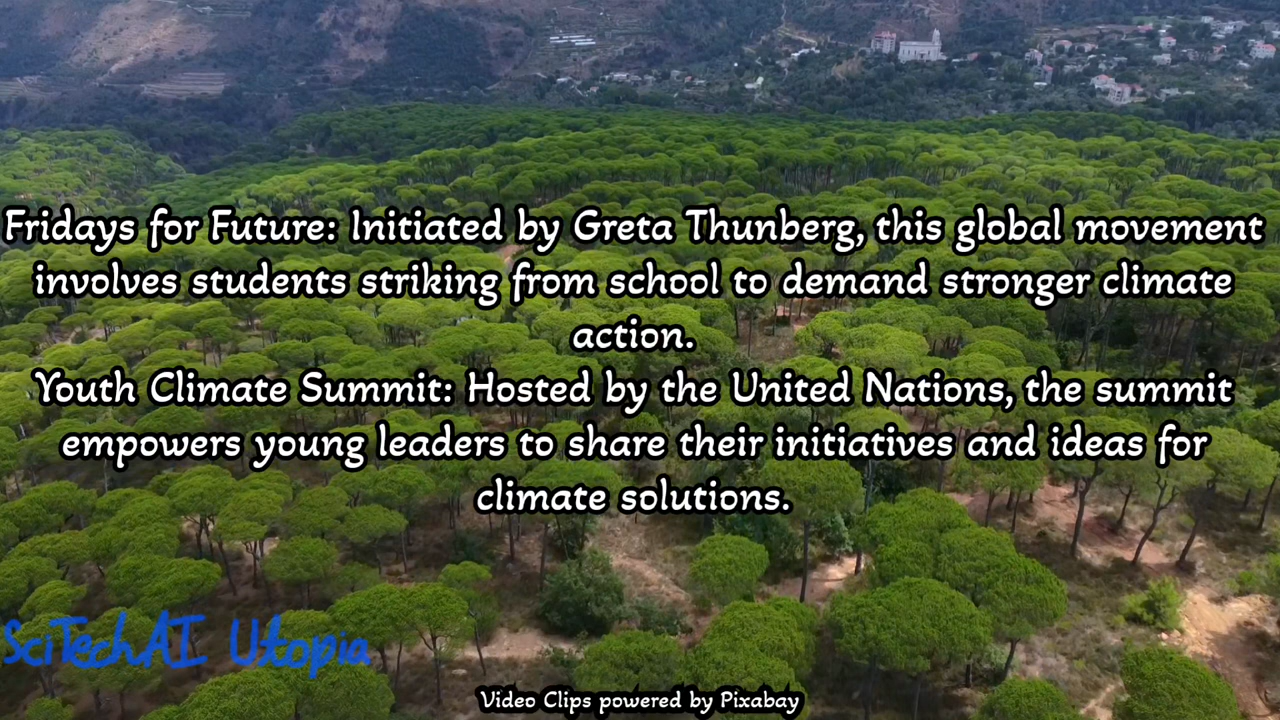 Fridays for Future: Initiated by Greta Thunberg, this global movement
involves students striking from school to demand stronger climate
action.
Youth Climate Summit: Hosted by the United Nations, the summit
empowers young leaders to share their initiatives and ideas for
climate solutions.
SciTechAI Utopia
Video Clips powered by Pixabay